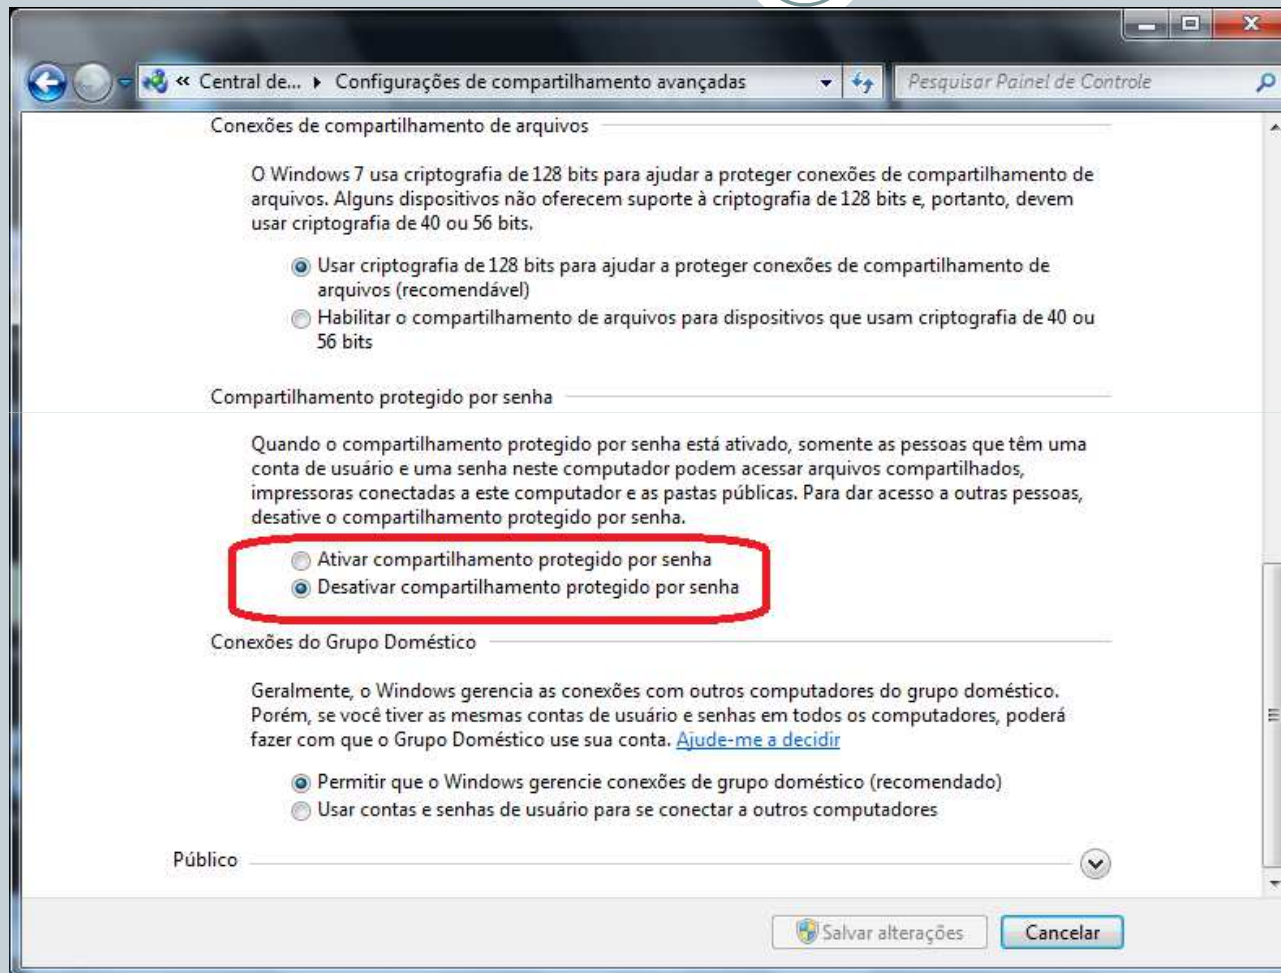 « Central de... Configurações de compartilhamento avançadas Pesquisar Painel de Controle
Conexões de compartilhamento de arquivos
O Windows 7 usa criptografia de 128 bits para ajudar a proteger conexões de compartilhamento de
arquivos. Alguns dispositivos não oferecem suporte à criptografia de 128 bits e, portanto, devem
usar criptografia de 40 ou 56 bits.
Usar criptografia de 128 bits para ajudar a proteger conexões de compartilhamento de
arquivos (recomendável)
Habilitar o compartilhamento de arquivos para dispositivos que usam criptografia de 40 ou
56 bits
Compartilhamento protegido por senha
Quando o compartilhamento protegido por senha está ativado, somente as pessoas que têm uma
conta de usuário e uma senha neste computador podem acessar arquivos compartilhados,
impressoras conectadas a este computador e as pastas públicas. Para dar acesso a outras pessoas,
desative o compartilhamento protegido por senha.
Ativar compartilhamento protegido por senha
Desativar compartilhamento protegido por senha
Conexões do Grupo Doméstico
Geralmente, o Windows gerencia as conexões com outros computadores do grupo doméstico.
Porém, se você tiver as mesmas contas de usuário e senhas em todos os computadores, poderá
fazer com que o Grupo Doméstico use sua conta. Ajude-me a decidir
Permitir que o Windows gerencie conexões de grupo doméstico (recomendado)
Usar contas e senhas de usuário para se conectar a outros computadores
Público
Salvar alterações Cancelar